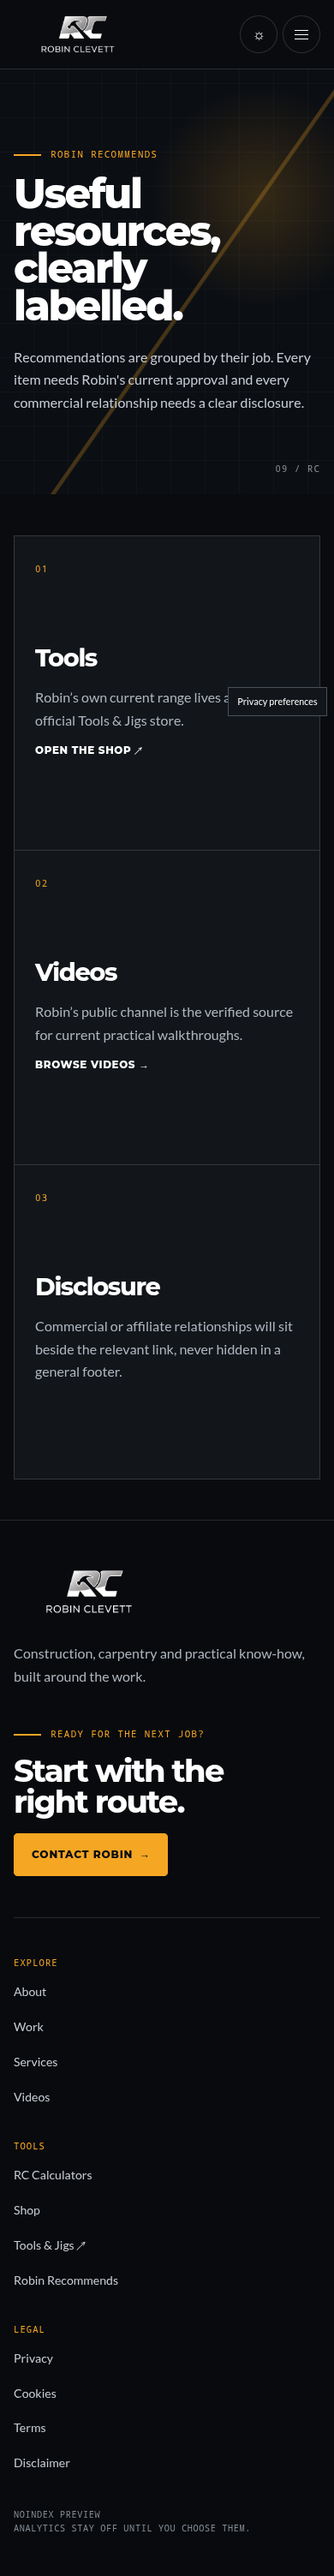 RC
ROBIN CLEVETT
ROBIN RECOMMENDS
Useful
resources,
clearly
labelled.
Recommendations are grouped by their job. Every
item needs Robin's current approval and every
commercial relationship needs a clear disclosure.
09 / RC
01
Tools
Robin’s own current range lives
official Tools & Jigs store.
Privacy preferences
OPEN THE SHOP ↗
02
Videos
Robin’s public channel is the verified source
for current practical walkthroughs.
BROWSE VIDEOS →
03
Disclosure
Commercial or affiliate relationships will sit
beside the relevant link, never hidden in a
general footer.
RC
ROBIN CLEVETT
Construction, carpentry and practical know-how,
built around the work.
READY FOR THE NEXT JOB?
Start with the
right route.
CONTACT ROBIN →
EXPLORE
About
Work
Services
Videos
TOOLS
RC Calculators
Shop
Tools & Jigs ↗
Robin Recommends
LEGAL
Privacy
Cookies
Terms
Disclaimer
NOINDEX PREVIEW
ANALYTICS STAY OFF UNTIL YOU CHOOSE THEM.